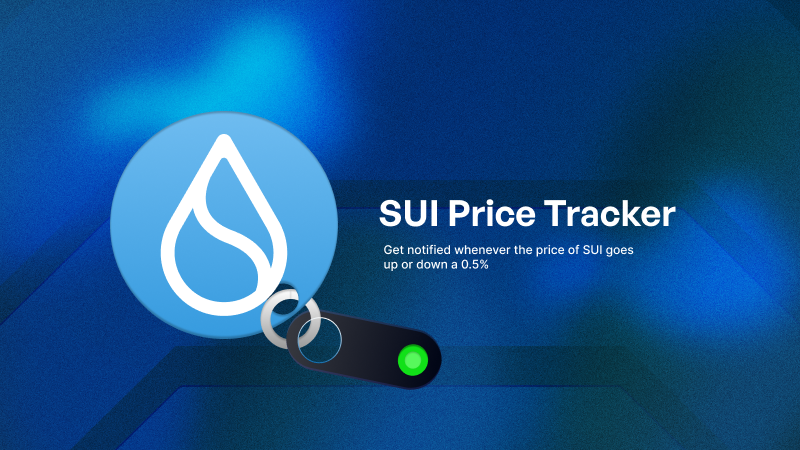 SUI Price Tracker
Get notified whenever the price of SUI goes
up or down a 0.5%